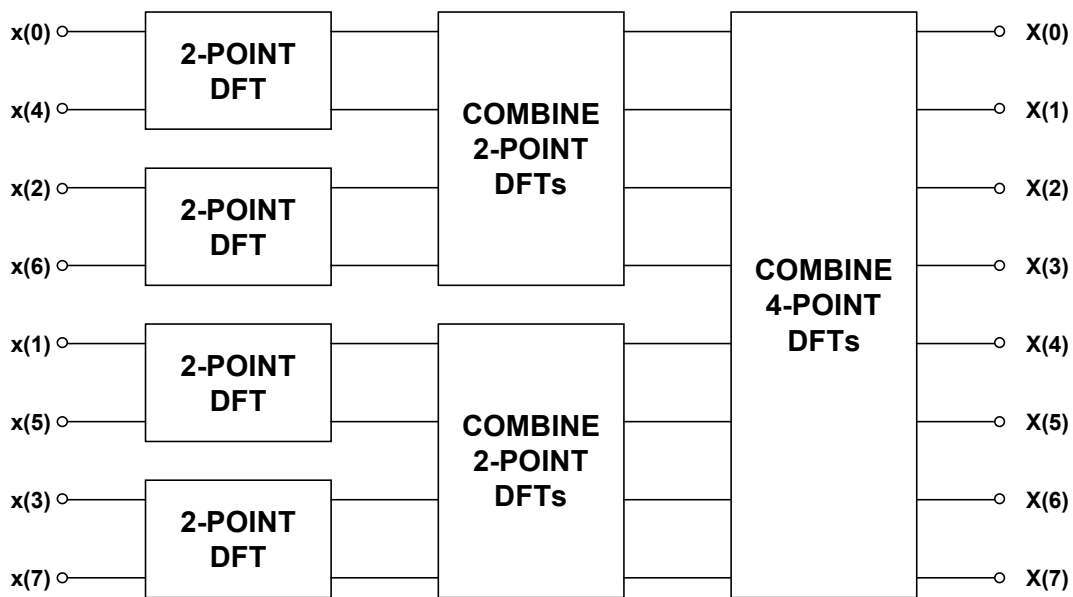 x(0)
x(4)
x(2)
x(6)
x(1)
x(5)
x(3)
x(7)
2-POINT
DFT
2-POINT
DFT
2-POINT
DFT
2-POINT
DFT
COMBINE
2-POINT
DFTs
COMBINE
2-POINT
DFTs
COMBINE
4-POINT
DFTs
X(0)
X(1)
X(2)
X(3)
X(4)
X(5)
X(6)
X(7)